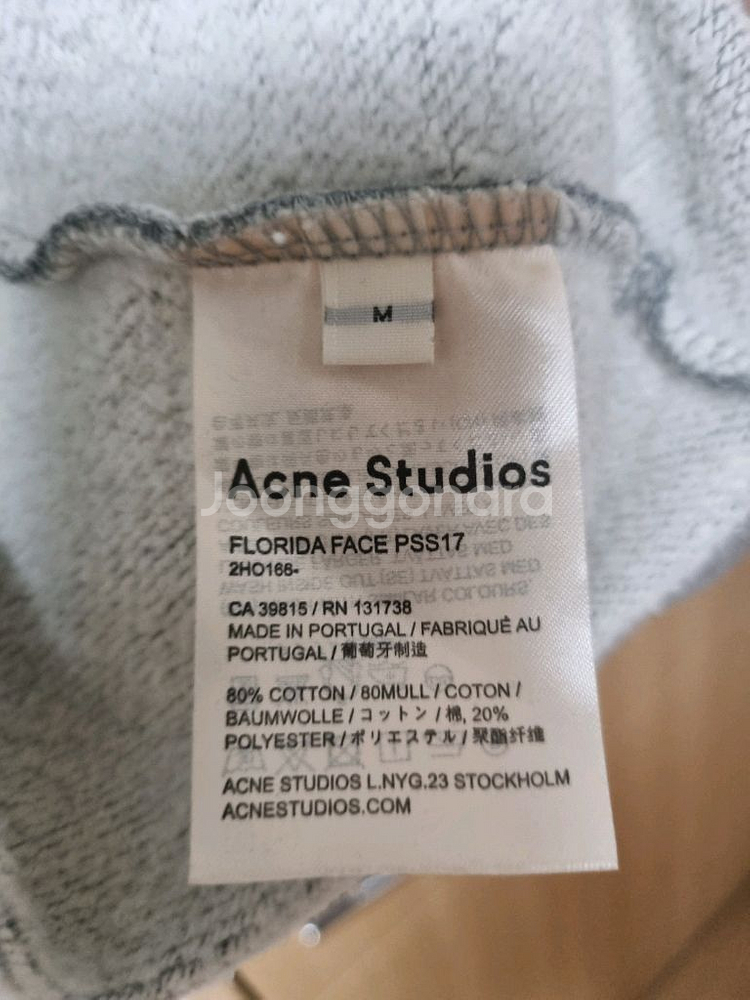 M
Acne Studios
Joonggonara
FLORIDA FACE PSS17
2HO166-
CA 39815 / RN 131738
MADE IN PORTUGAL / FABRIQUÉ AU
PORTUGAL / 葡萄牙制造
80% COTTON / 80MULL / COTON /
BAUMWOLLE / コットン / 棉, 20%
POLYESTER / ポリエステル / 聚酯纤维
ACNE STUDIOS L.NYG.23 STOCKHOLM
ACNESTUDIOS.COM